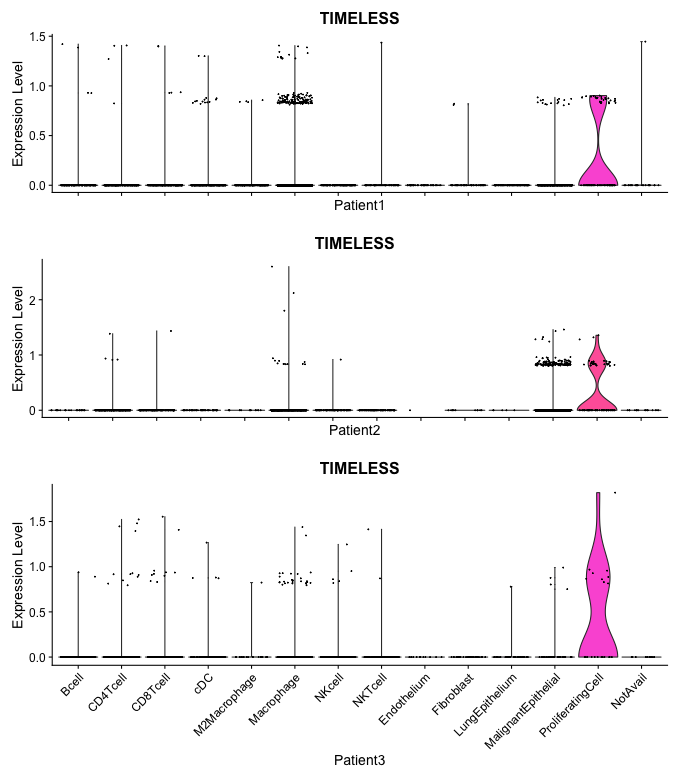 TIMELESS
Expression Level
1.5
1.0
0.5
0.0
Patient1
TIMELESS
Expression Level
2
1
0
Patient2
TIMELESS
Expression Level
1.5
1.0
0.5
0.0
Bcell
CD4Tcell
CD8Tcell
cDC
M2Macrophage
Macrophage
NKcell
NKTcell
Endothelium
Fibroblast
LungEpithelium
MalignantEpithelial
ProliferatingCell
NotAvail
Patient3